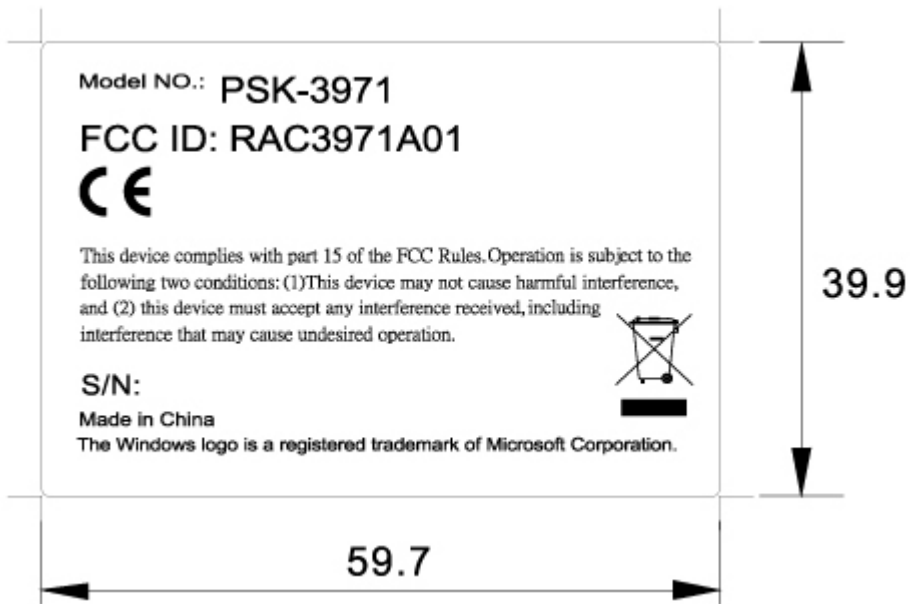 Model NO.: PSK-3971
FCC ID: RAC3971A01
CE
This device complies with part 15 of the FCC Rules.Operation is subject to the
following two conditions: (1)This device may not cause harmful interference,
and (2) this device must accept any interference received, including
interference that may cause undesired operation.
S/N:
Made in China
The Windows logo is a registered trademark of Microsoft Corporation.
39.9
59.7